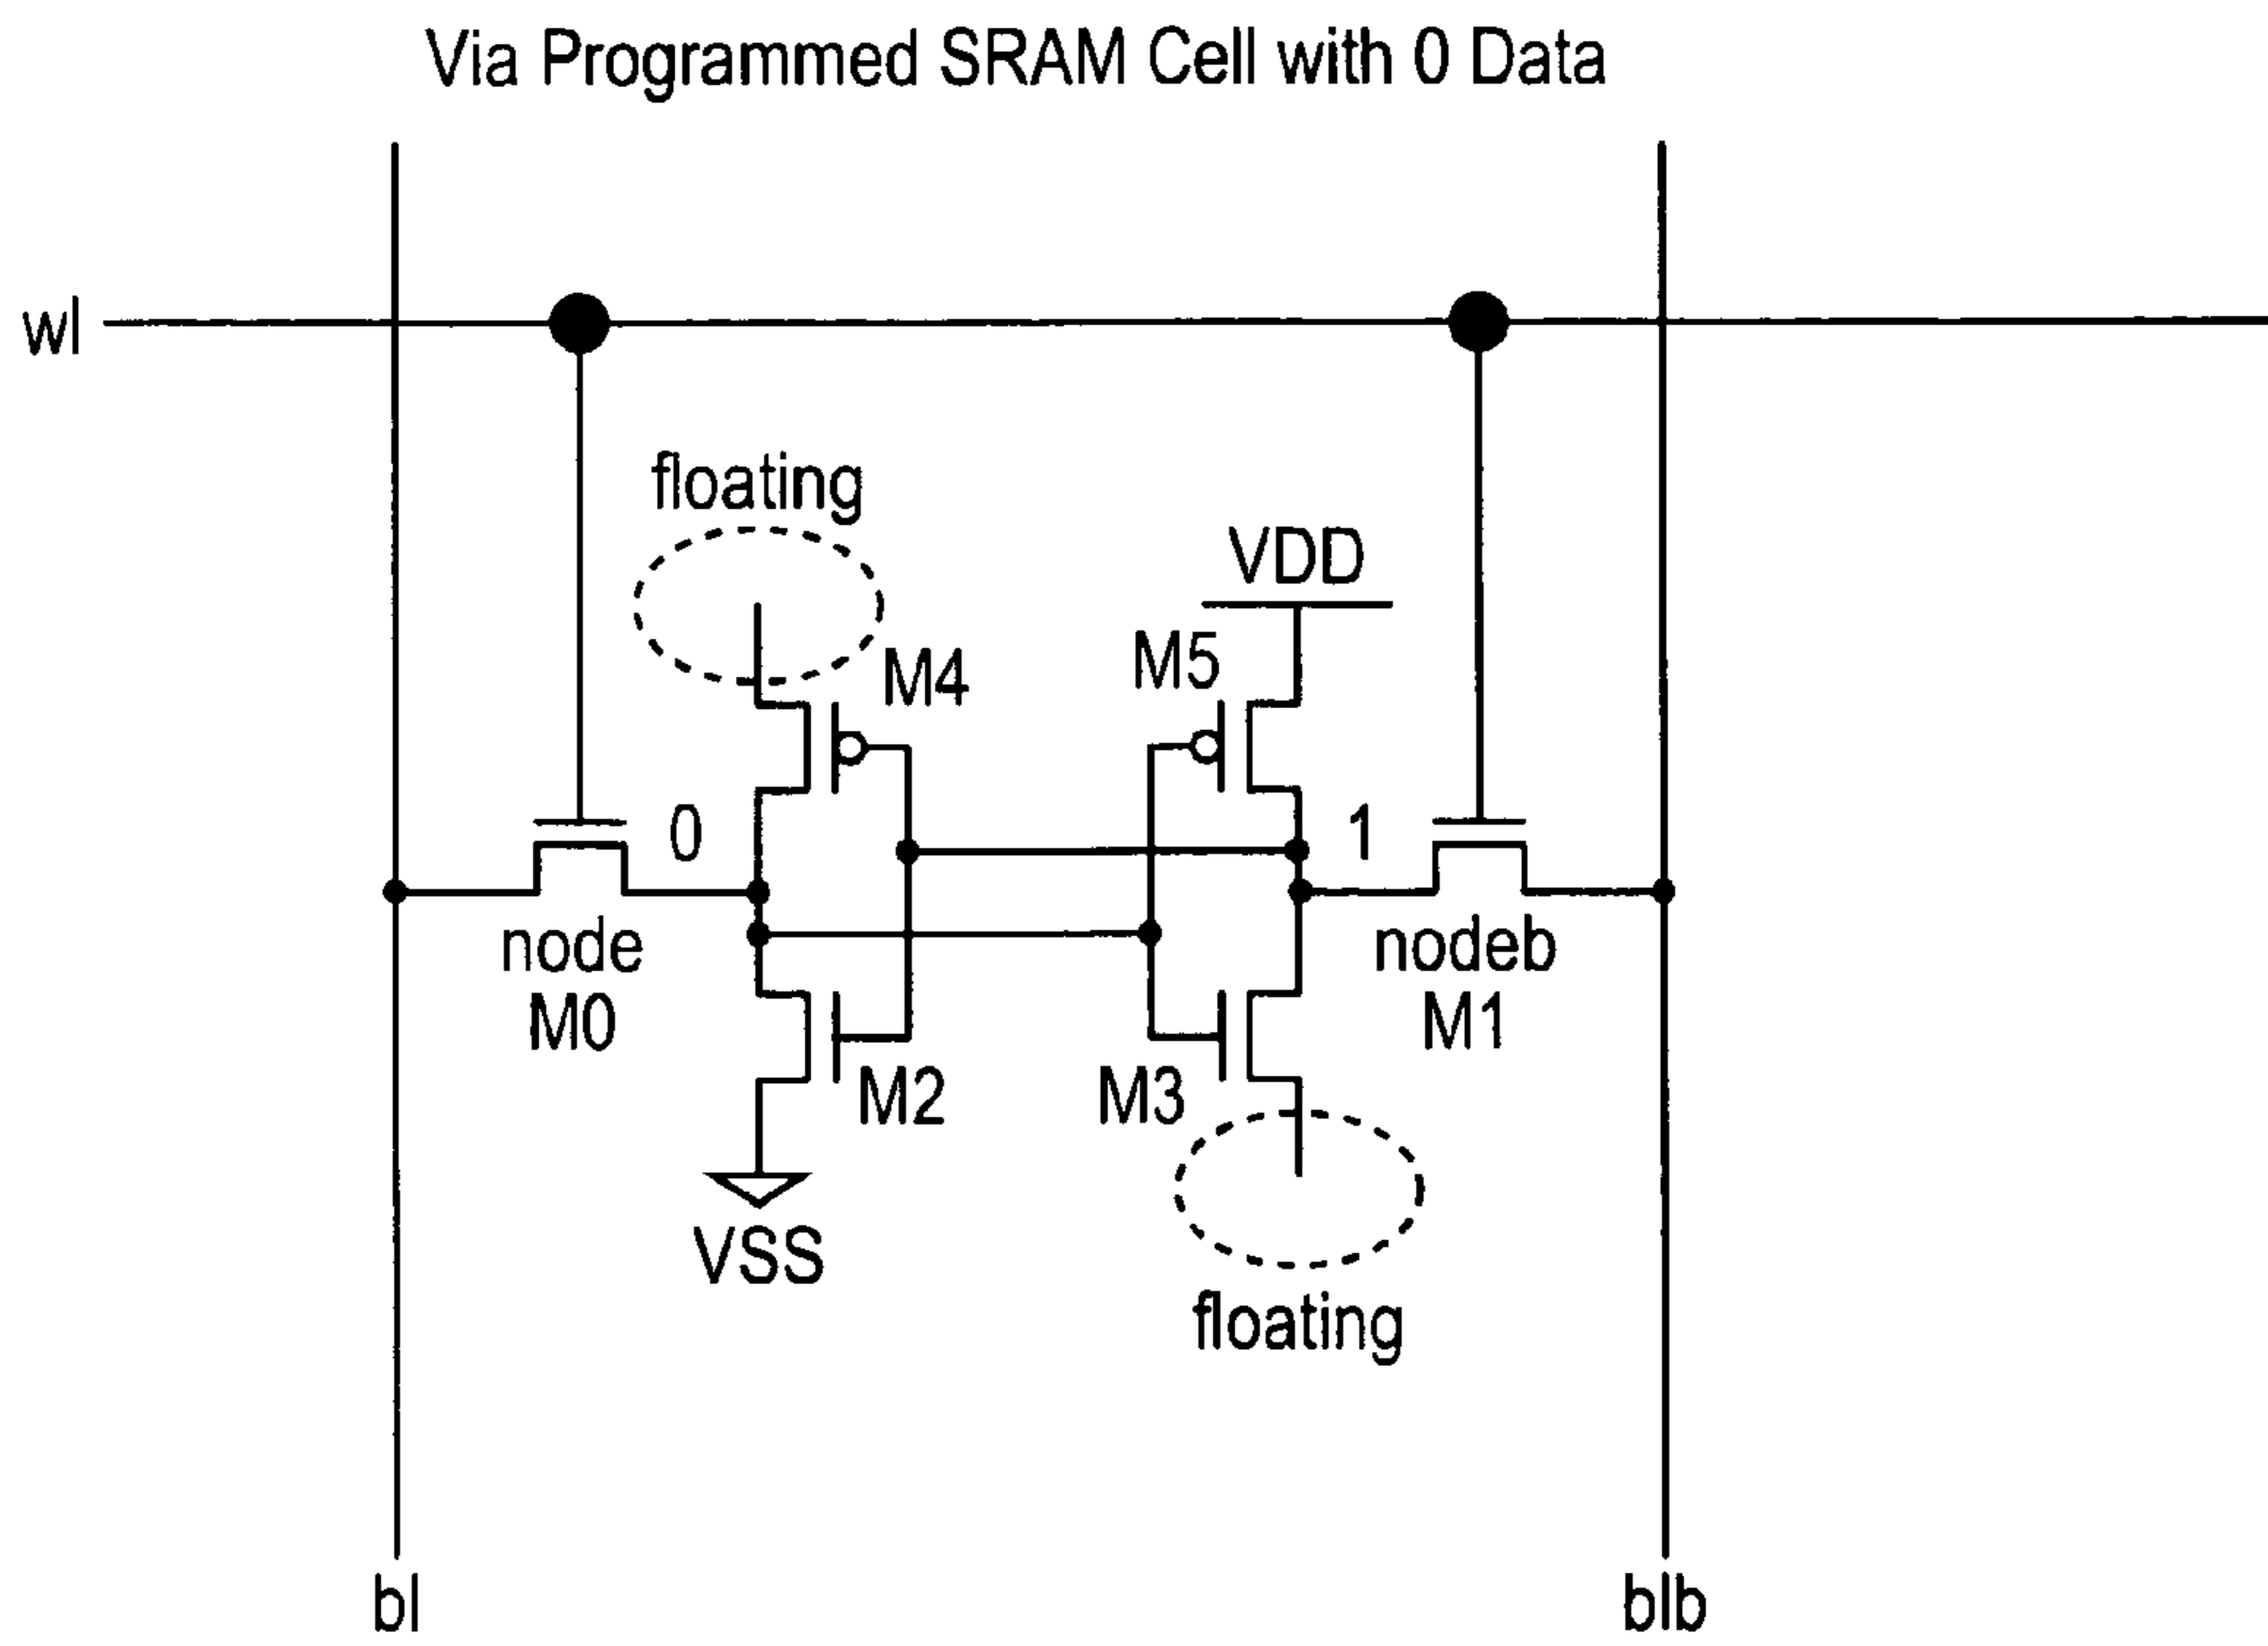 Via Programmed SRAM Cell with 0 Data
wl
floating
VDD
M5
M4
0
1
node
M0
nodeb
M1
M2
M3
VSS
floating
bl
blb